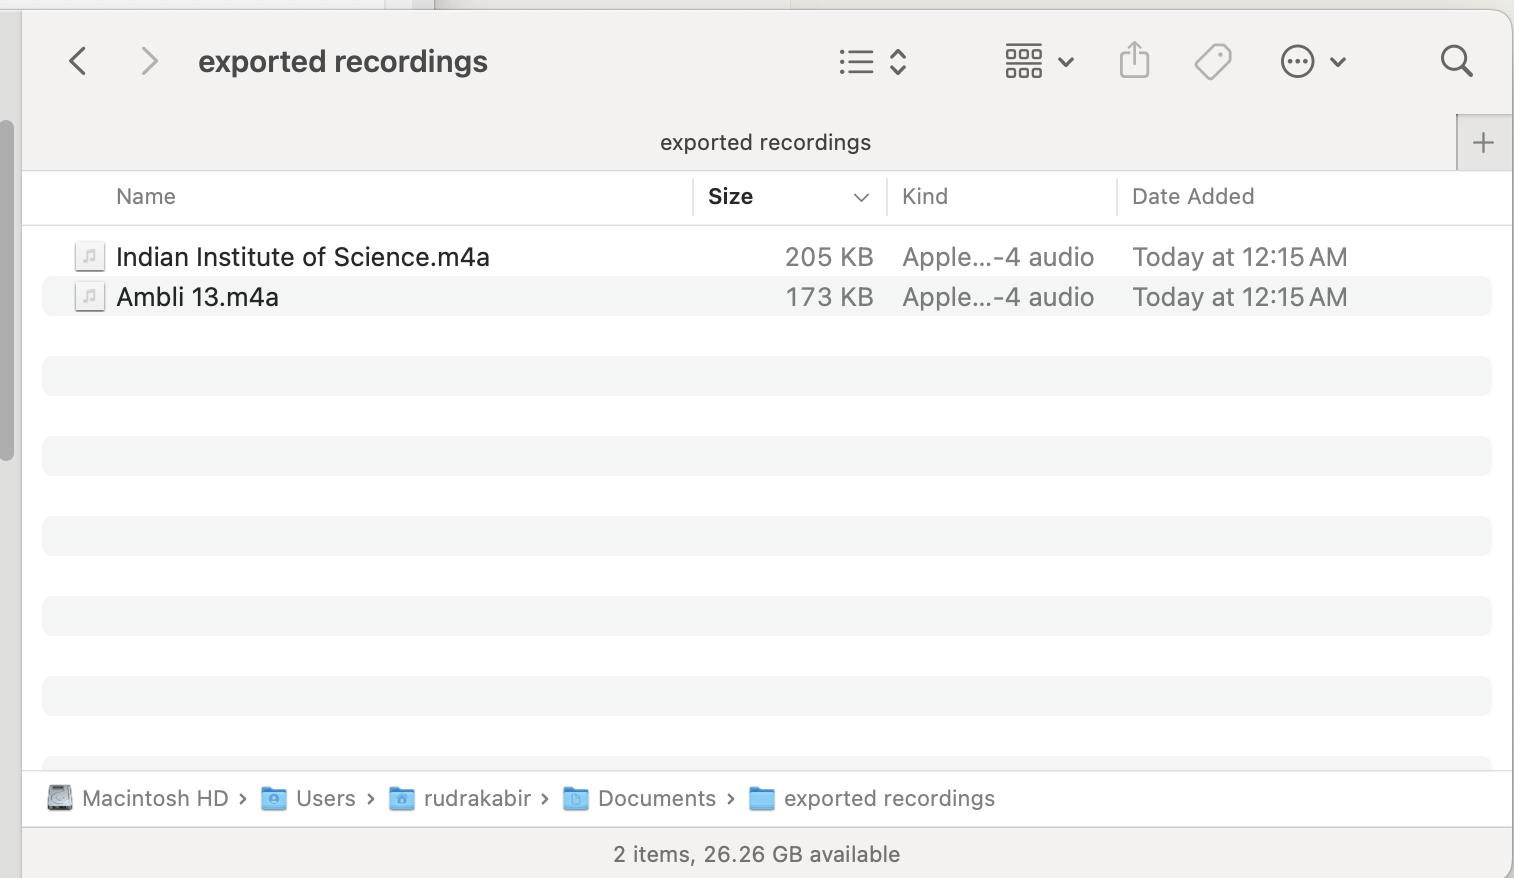 exported recordings
exported recordings
Name Size Kind Date Added
Indian Institute of Science.m4a 205 KB Apple...-4 audio Today at 12:15 AM
Ambli 13.m4a 173 KB Apple...-4 audio Today at 12:15 AM
Macintosh HD › Users › rudrakabir › Documents › exported recordings
2 items, 26.26 GB available